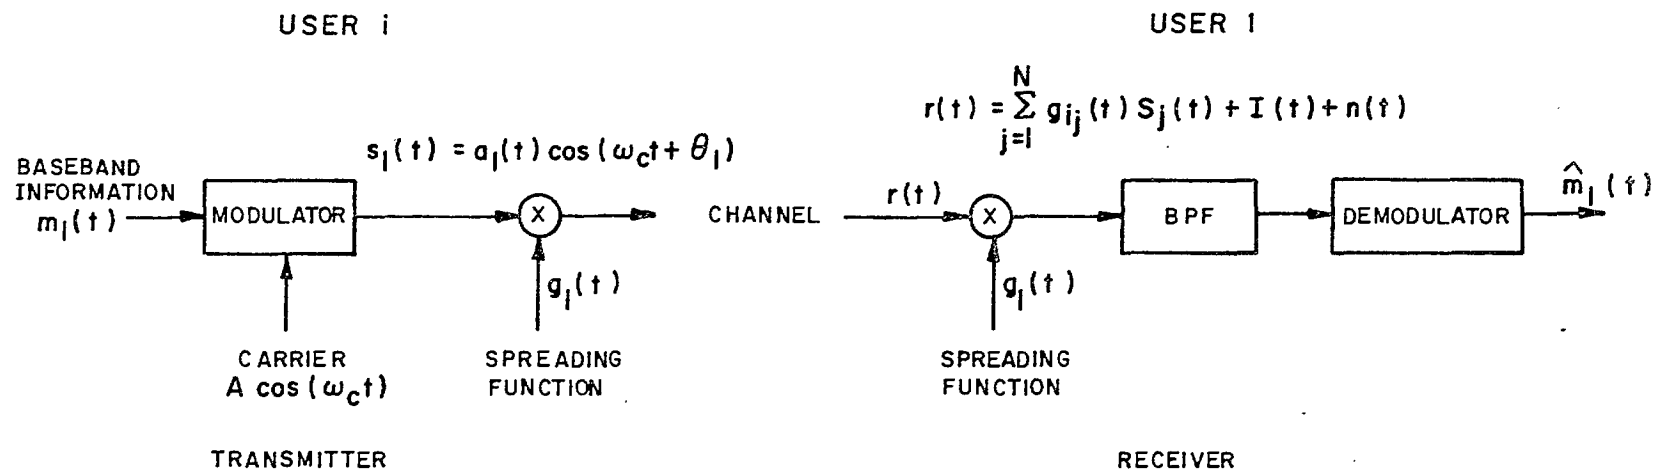 USER i
USER 1
r(t) = N∑j=1 gij(t) Sj(t) + I(t) + n(t)
s₁(t) = a₁(t) cos(ωct + θ₁)
BASEBAND
INFORMATION
m₁(t)
MODULATOR
X
CHANNEL
r(t)
X
BPF
DEMODULATOR
m̂₁(t)
g₁(t)
g₁(t)
CARRIER
A cos(ωct)
SPREADING
FUNCTION
SPREADING
FUNCTION
TRANSMITTER
RECEIVER